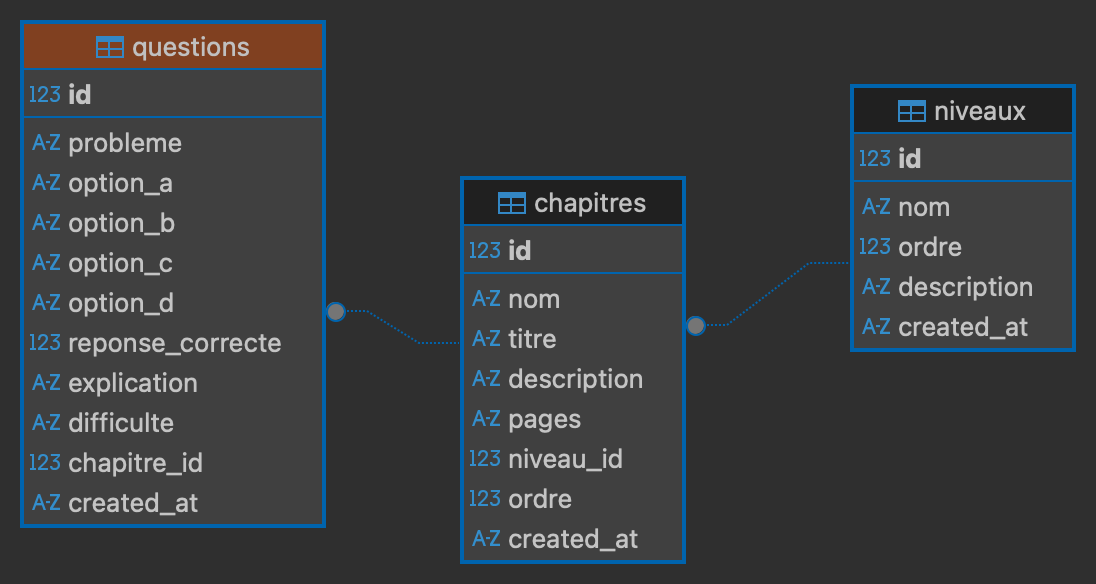 questions
123 id
A-Z probleme
A-Z option_a
A-Z option_b
A-Z option_c
A-Z option_d
123 reponse_correcte
A-Z explication
A-Z difficulte
123 chapitre_id
A-Z created_at
chapitres
123 id
A-Z nom
A-Z titre
A-Z description
A-Z pages
123 niveau_id
123 ordre
A-Z created_at
niveaux
123 id
A-Z nom
123 ordre
A-Z description
A-Z created_at